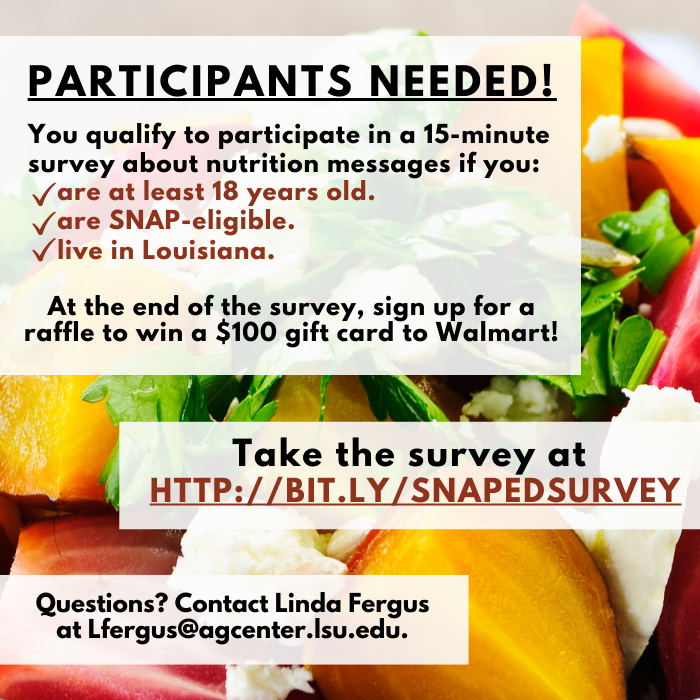 PARTICIPANTS NEEDED!
You qualify to participate in a 15-minute
survey about nutrition messages if you:
✓are at least 18 years old.
✓are SNAP-eligible.
✓live in Louisiana.
At the end of the survey, sign up for a
raffle to win a $100 gift card to Walmart!
Take the survey at
HTTP://BIT.LY/SNAPEDSURVEY
Questions? Contact Linda Fergus
at Lfergus@agcenter.lsu.edu.